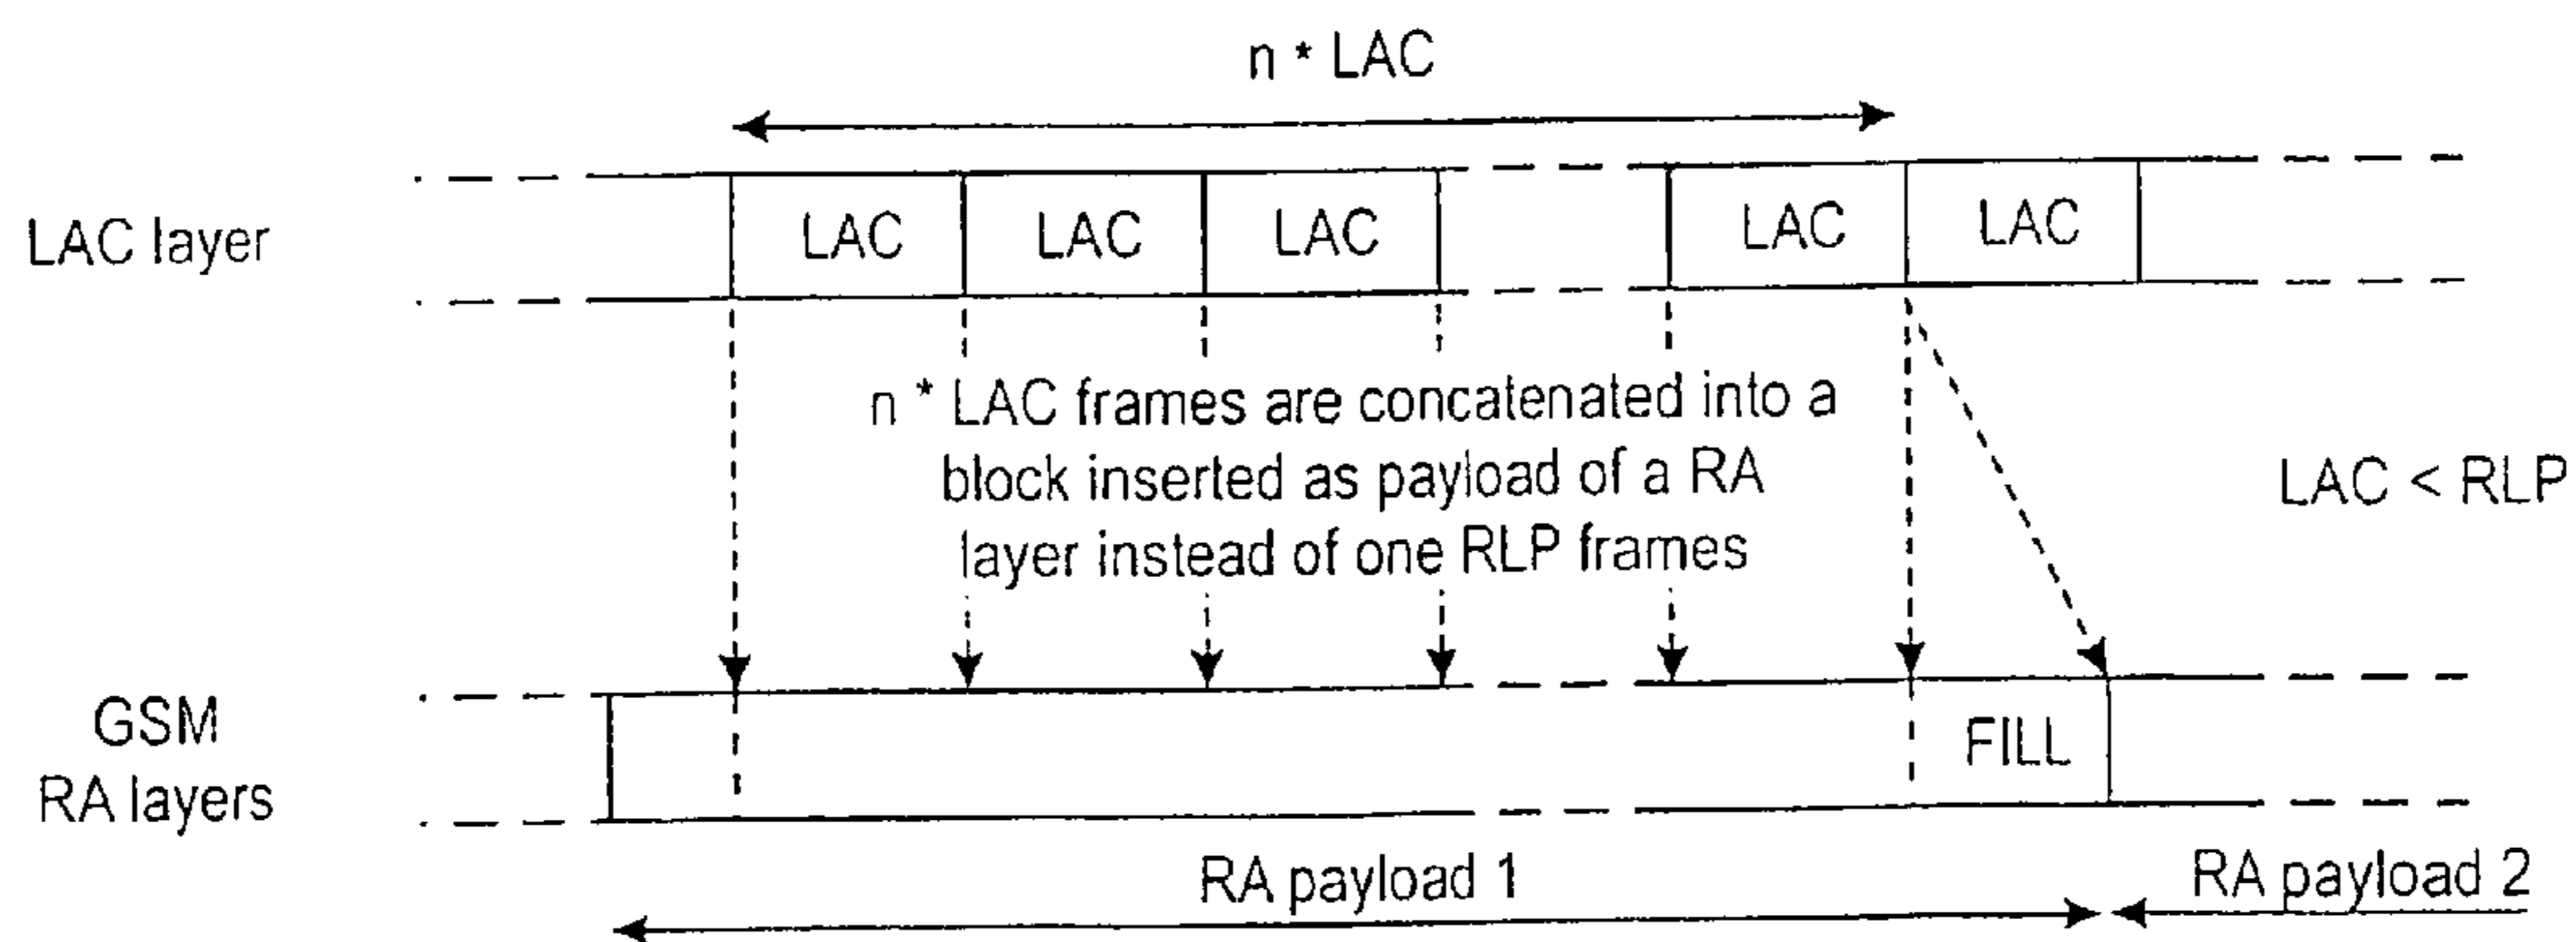 n * LAC
LAC layer
LAC LAC LAC LAC LAC
n * LAC frames are concatenated into a
block inserted as payload of a RA
layer instead of one RLP frames
LAC < RLP
GSM
RA layers
FILL
RA payload 1
RA payload 2